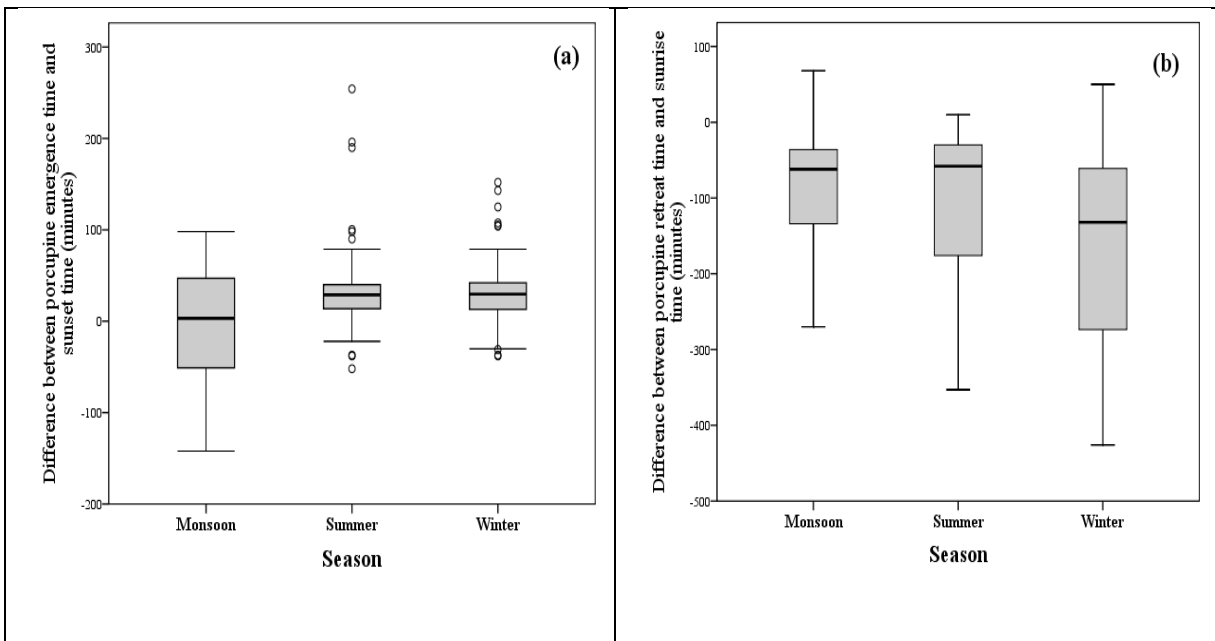 Difference between porcupine emergence time and
sunset time (minutes)
300
200
100
0
-100
-200
(a)
Monsoon Summer Winter
Season
Difference between porcupine retreat time and sunrise
time (minutes)
100
0
-100
-200
-300
-400
-500
(b)
Monsoon Summer Winter
Season